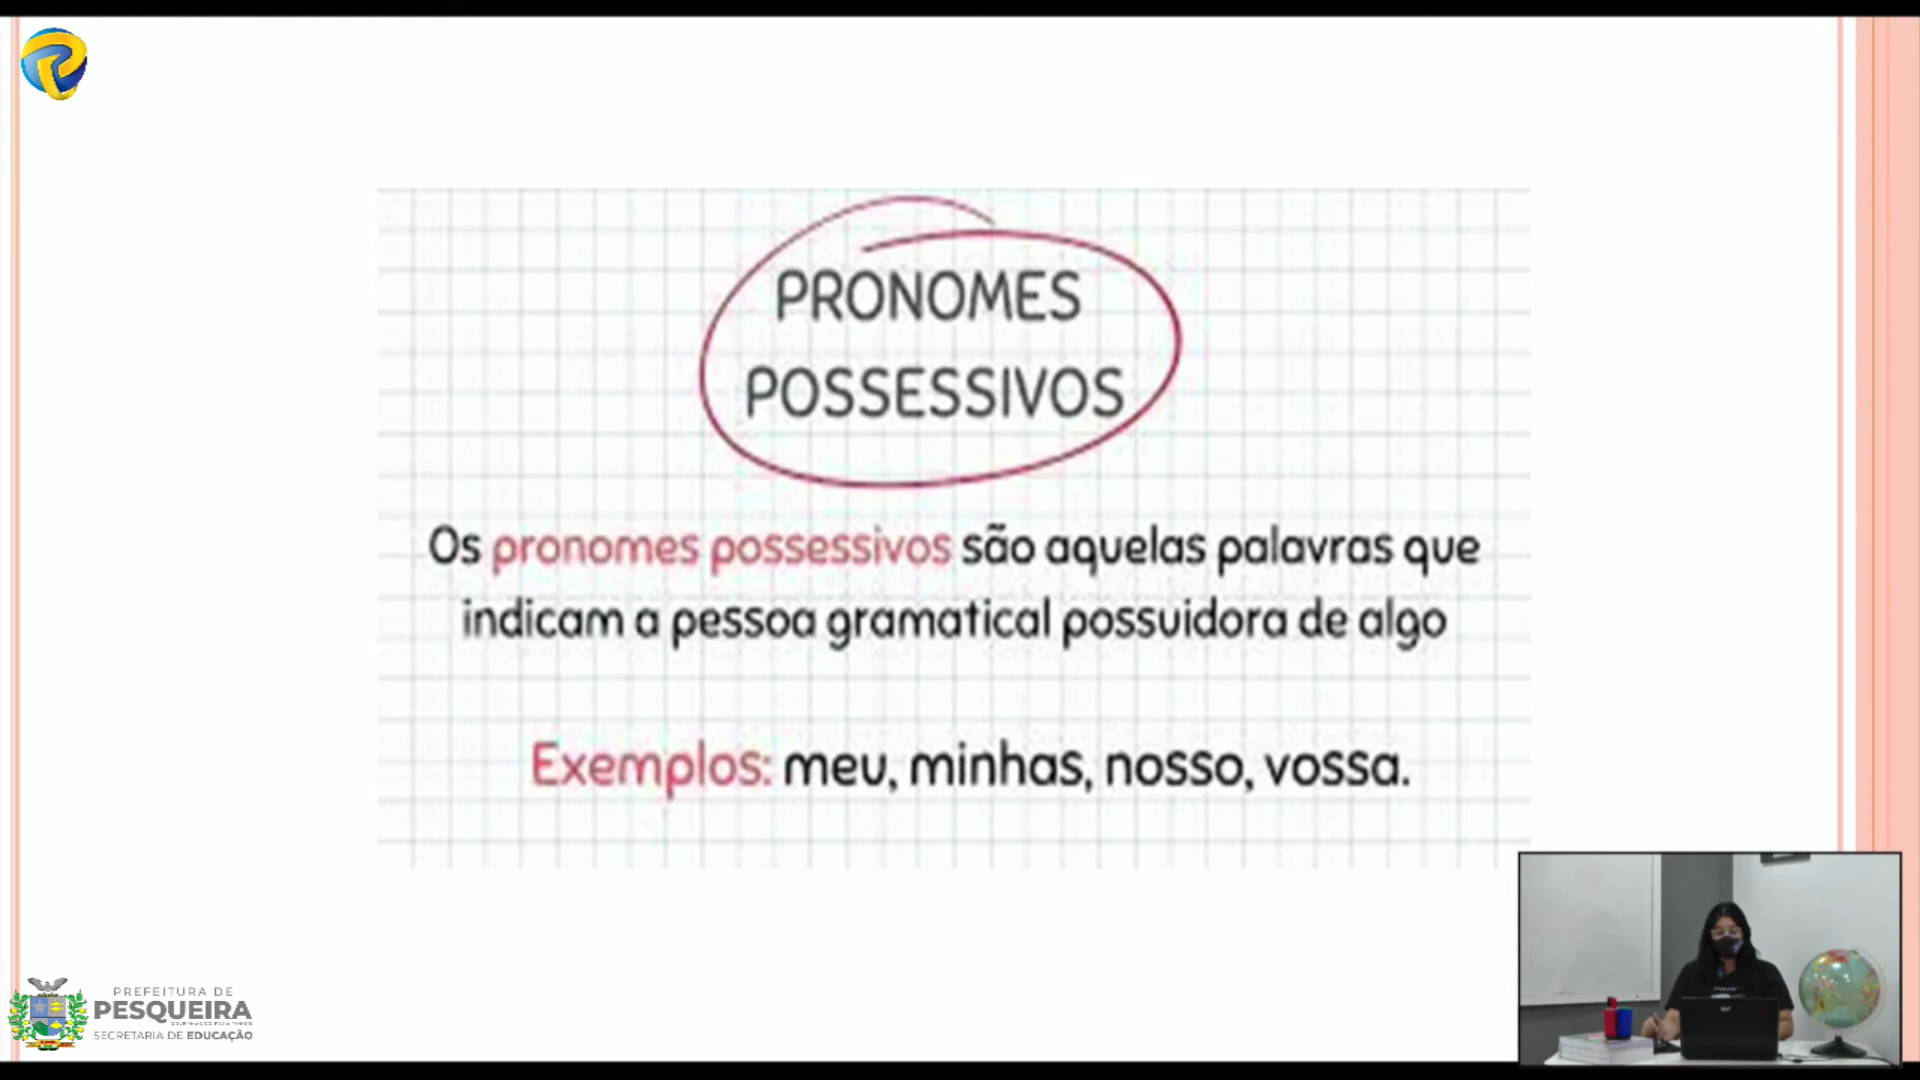 PRONOMES
POSSESSIVOS
Os pronomes possessivos são aquelas palavras que
indicam a pessoa gramatical possuidora de algo
Exemplos: meu, minhas, nosso, vossa.
PREFEITURA DE
PESQUEIRA
SECRETARIA DE EDUCAÇÃO